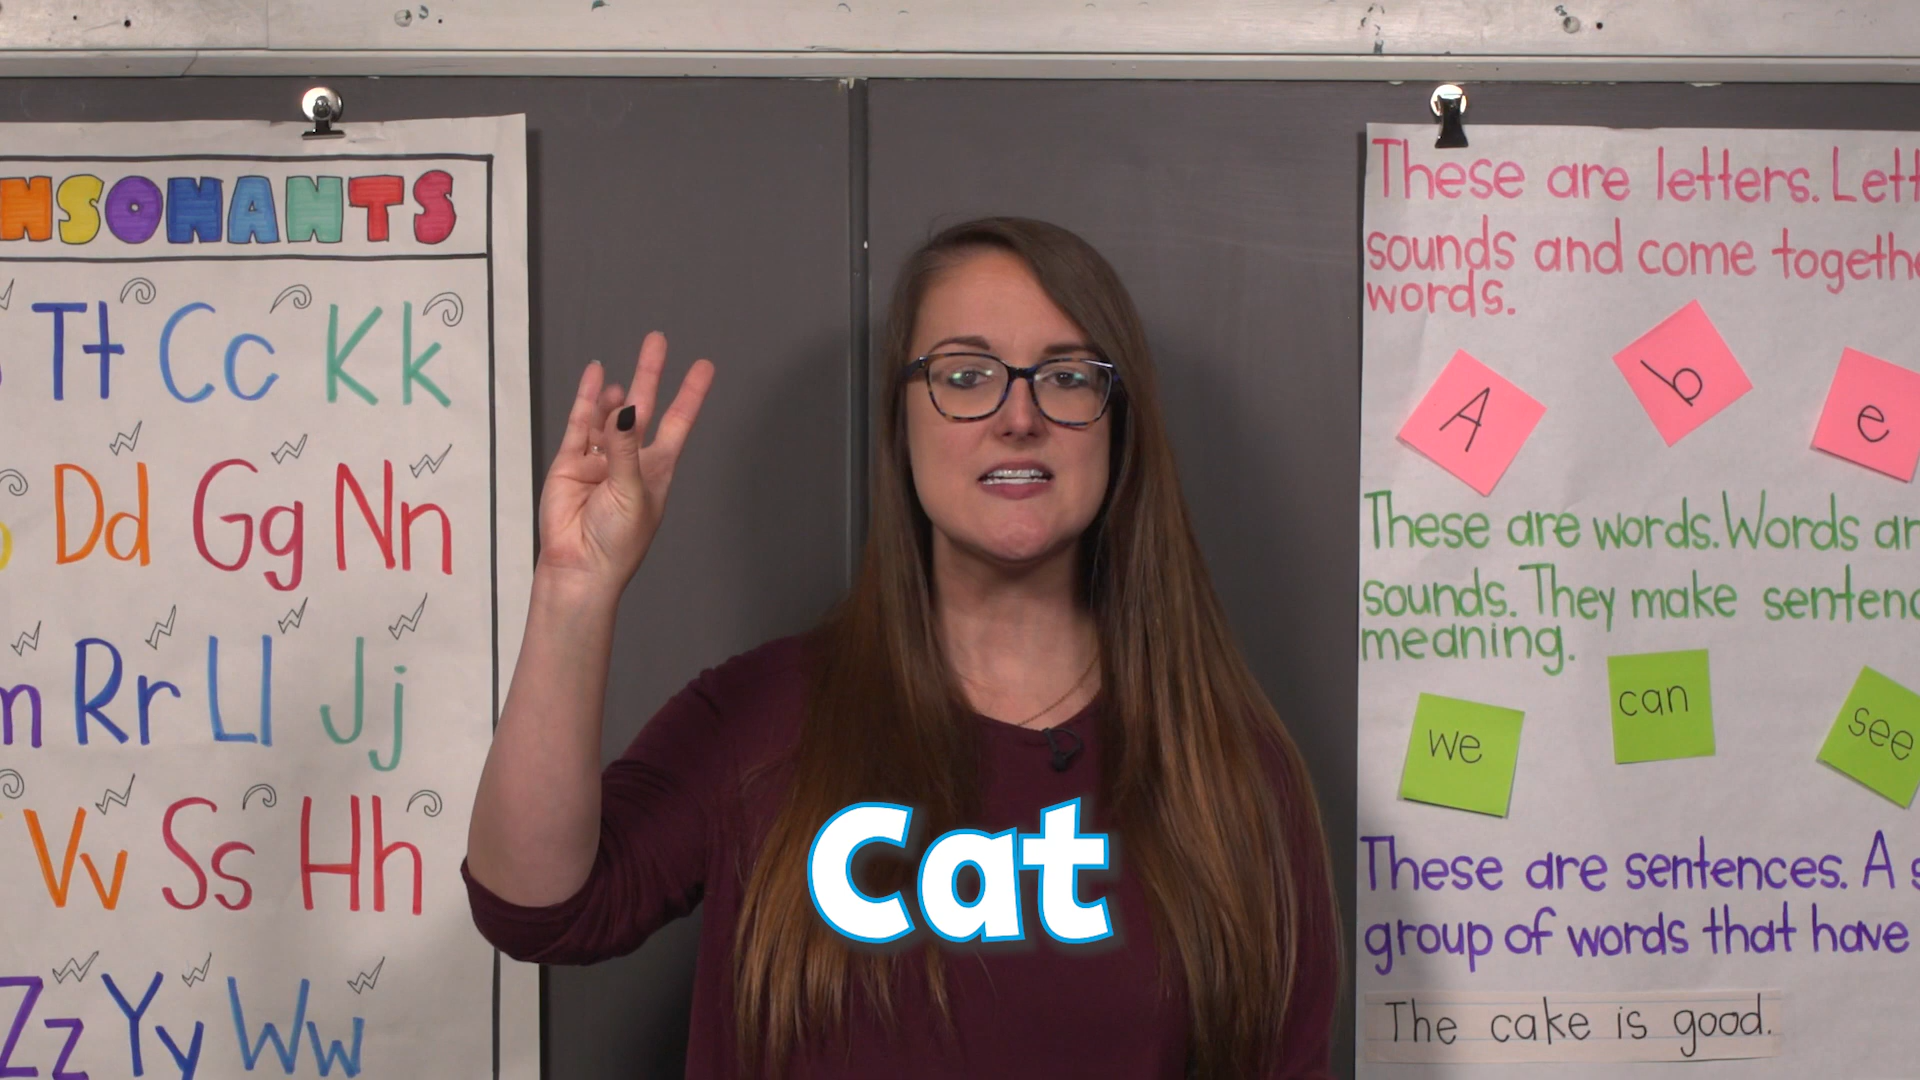 NSONANTS
Tt Cc Kk
Dd Gg Nn
Rr Ll Jj
Vv Ss Hh
Zz Yy Ww
Cat
These are letters. Lett
sounds and come togethe
words.
A b e
These are words. Words ar
sounds. They make sentenc
meaning.
we can see
These are sentences. A s
group of words that have
The cake is good.